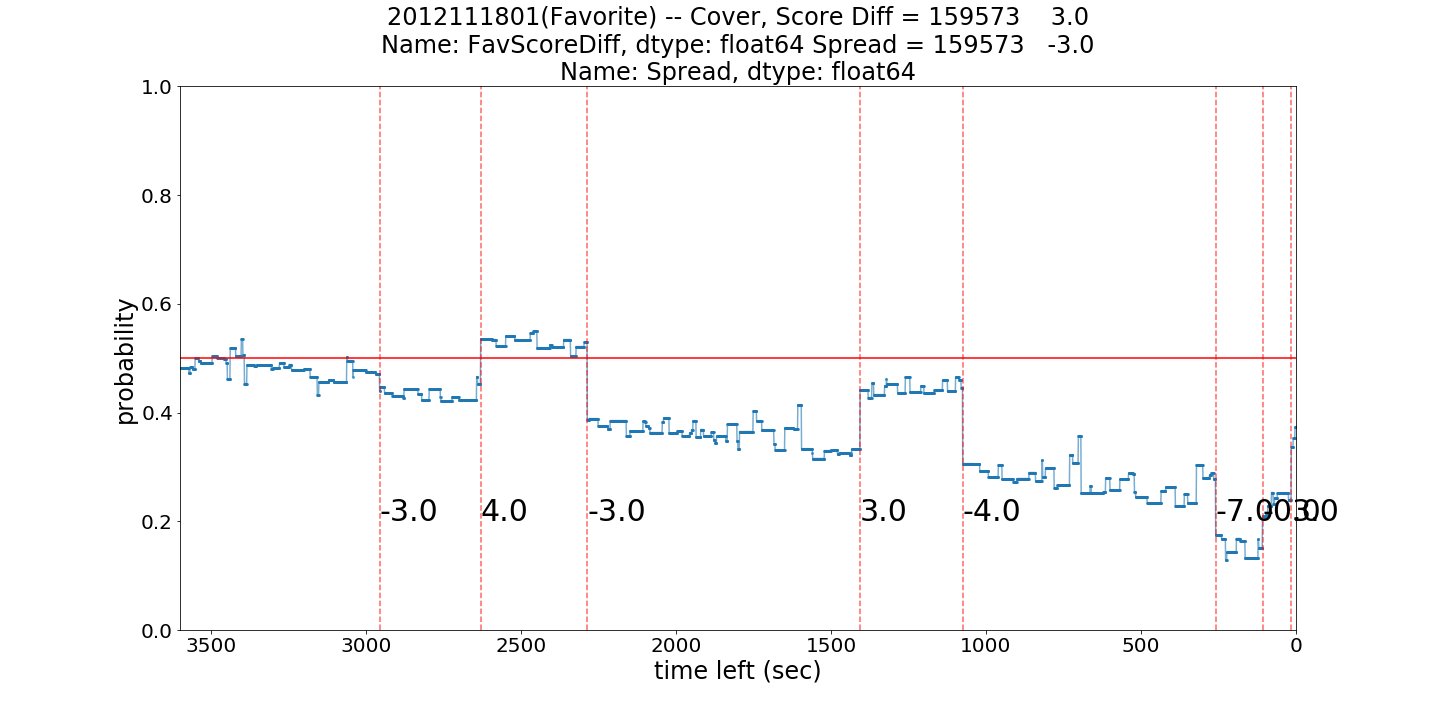 2012111801(Favorite) -- Cover, Score Diff = 159573    3.0
Name: FavScoreDiff, dtype: float64 Spread = 159573   -3.0
Name: Spread, dtype: float64
1.0
0.8
0.6
0.4
0.2
0.0
probability
-3.0 4.0 -3.0 3.0 -4.0 -7.0
3500 3000 2500 2000 1500 1000 500 0
time left (sec)